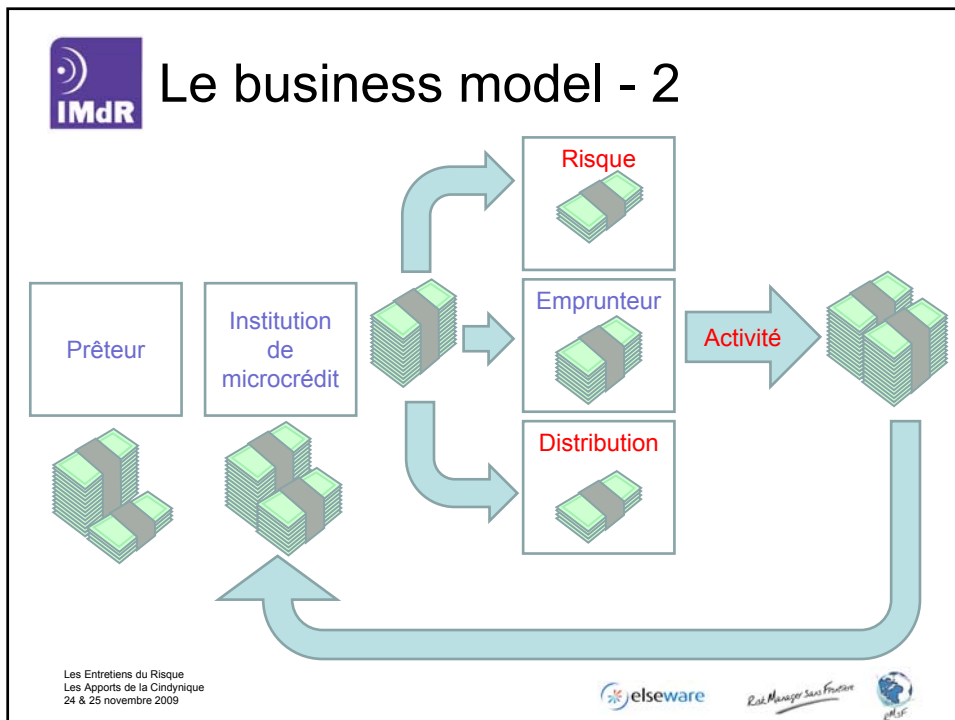 IMdR
Le business model - 2
Risque
Prêteur
Institution
de
microcrédit
Emprunteur
Activité
Distribution
Les Entretiens du Risque
Les Apports de la Cindynique
24 & 25 novembre 2009
elseware
Risk Manager Sans Frontière
RMSF